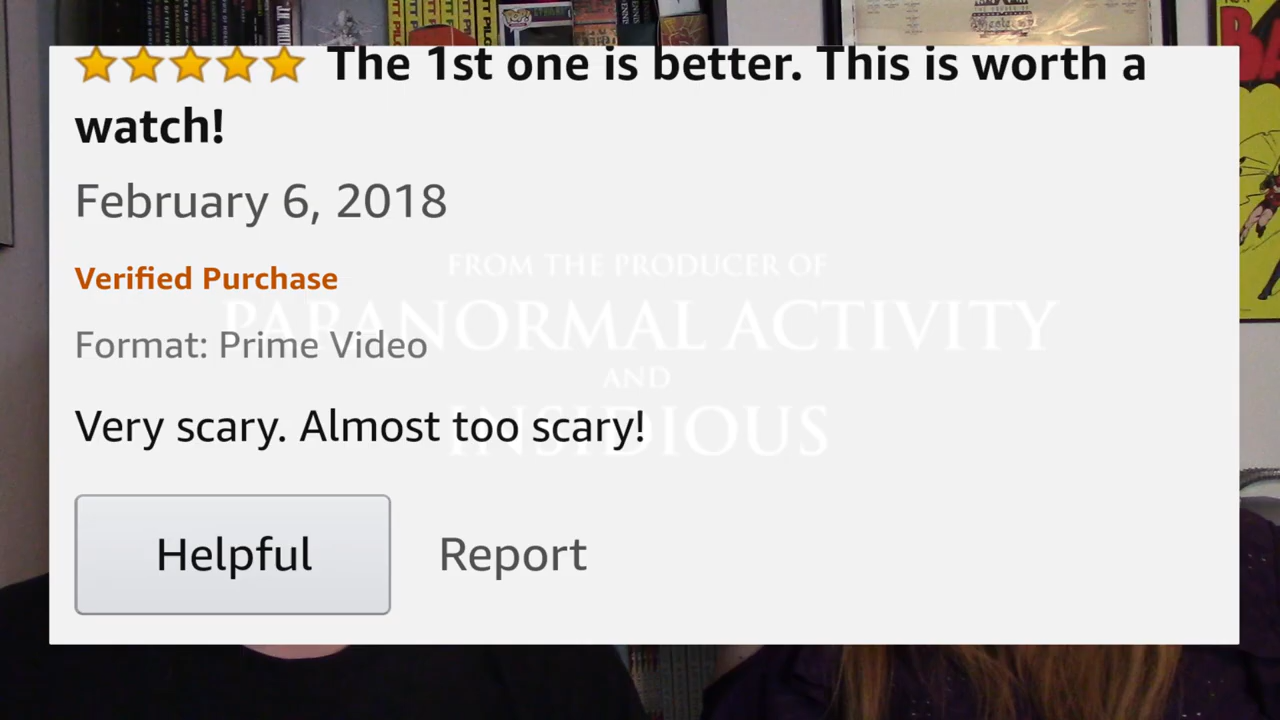 The 1st one is better. This is worth a
watch!
February 6, 2018
Verified Purchase
FROM THE PRODUCER OF
PARANORMAL ACTIVITY
Format: Prime Video
AND
Very scary. Almost too scary!
INSIDIOUS
Helpful
Report